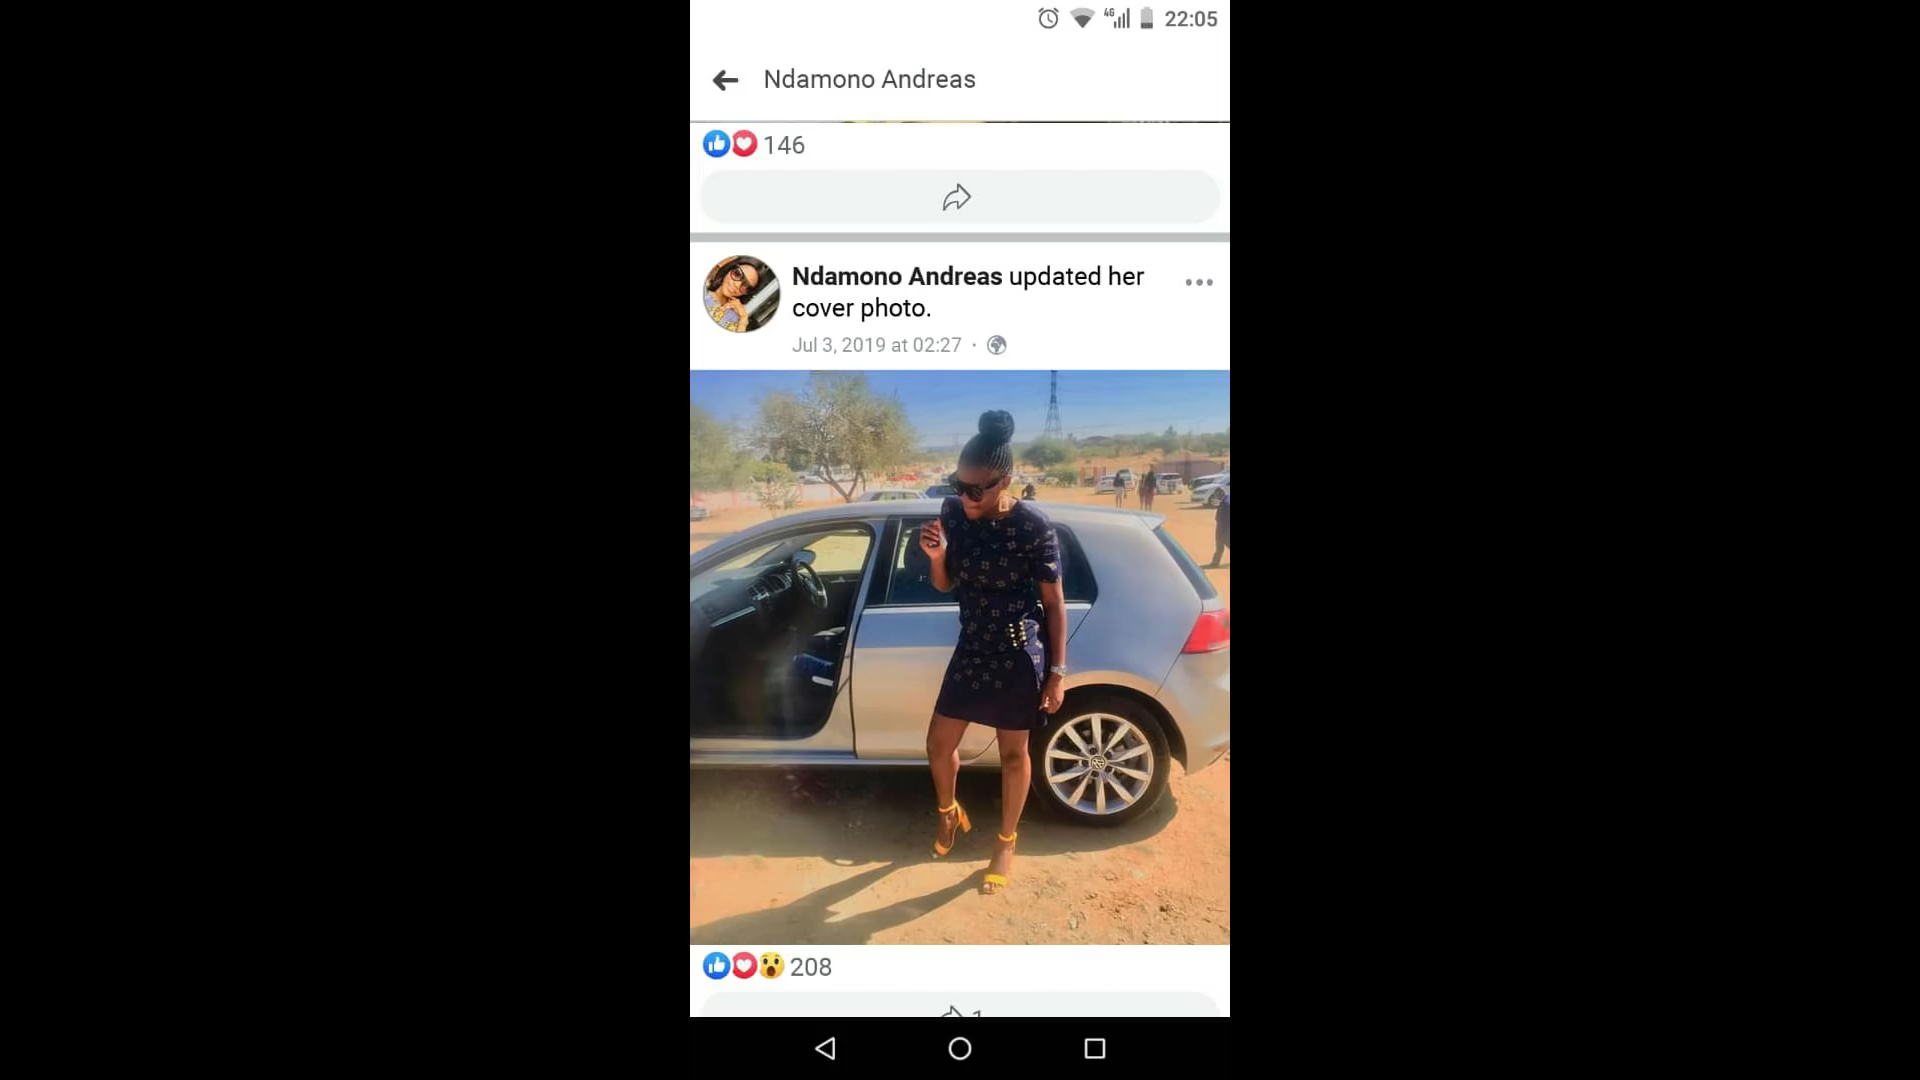 22:05
Ndamono Andreas
146
Ndamono Andreas updated her
cover photo.
Jul 3, 2019 at 02:27 ·
208